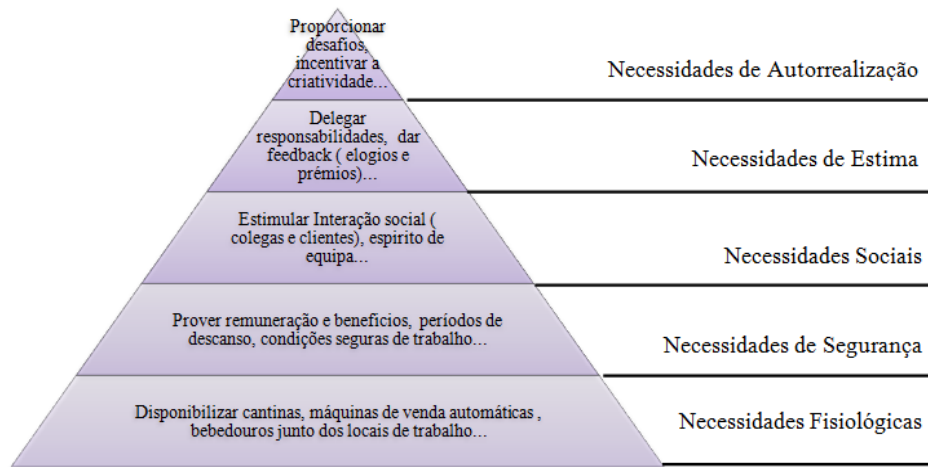 Proporcionar
desafios,
incentivar a
criatividade...
Necessidades de Autorrealização
Delegar
responsabilidades, dar
feedback ( elogios e
prémios)...
Necessidades de Estima
Estimular Interação social (
colegas e clientes), espirito de
equipa...
Necessidades Sociais
Prover remuneração e benefícios, períodos de
descanso, condições seguras de trabalho...
Necessidades de Segurança
Disponibilizar cantinas, máquinas de venda automáticas ,
bebedouros junto dos locais de trabalho...
Necessidades Fisiológicas